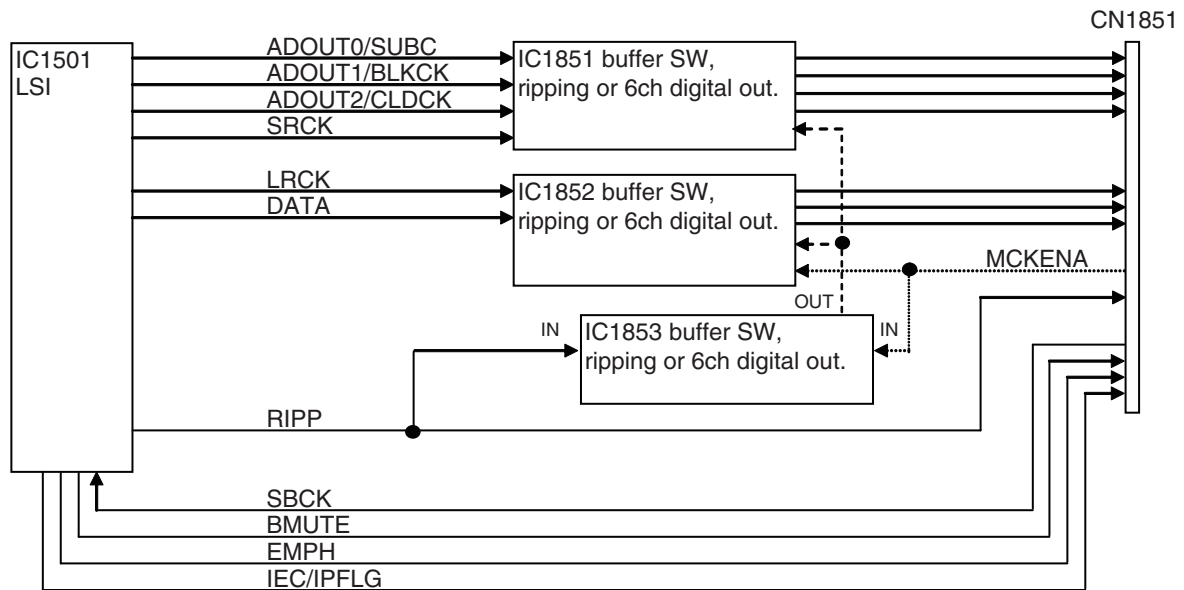 CN1851
IC1501
LSI
ADOUT0/SUBC
ADOUT1/BLKCK
ADOUT2/CLDCK
SRCK
IC1851 buffer SW,
ripping or 6ch digital out.
LRCK
DATA
IC1852 buffer SW,
ripping or 6ch digital out.
MCKENA
OUT
IN
IC1853 buffer SW,
ripping or 6ch digital out.
IN
RIPP
SBCK
BMUTE
EMPH
IEC/IPFLG